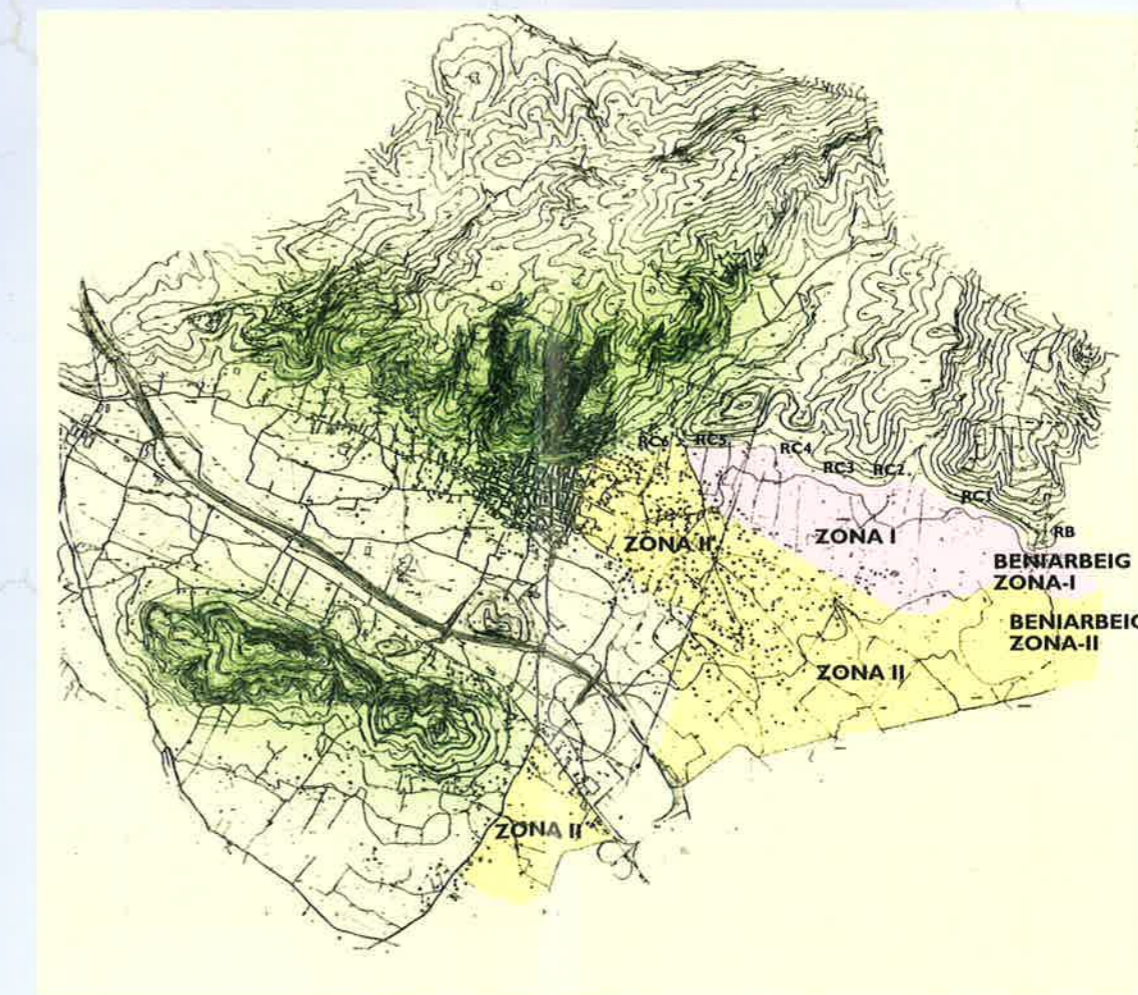 RC6
RC5
RC4
RC3
RC2
RC1
RB
ZONA II
ZONA I
BENIARBEIG
ZONA-I
BENIARBEIG
ZONA-II
ZONA II
ZONA II